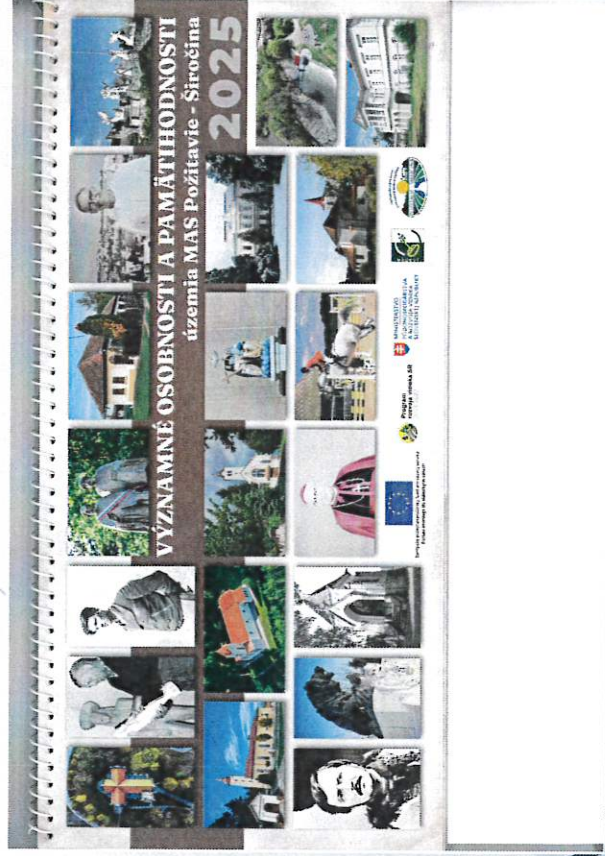 VÝZNAMNÉ OSOBNOSTI A PAMÄTIHODNOSTI
územia MAS Požitavie - Širočina
2025
Program
rozvoja vidieka SR
MINISTERSTVO
PÔDOHOSPODÁRSTVA
A ROZVOJA VIDIEKA
SLOVENSKEJ REPUBLIKY